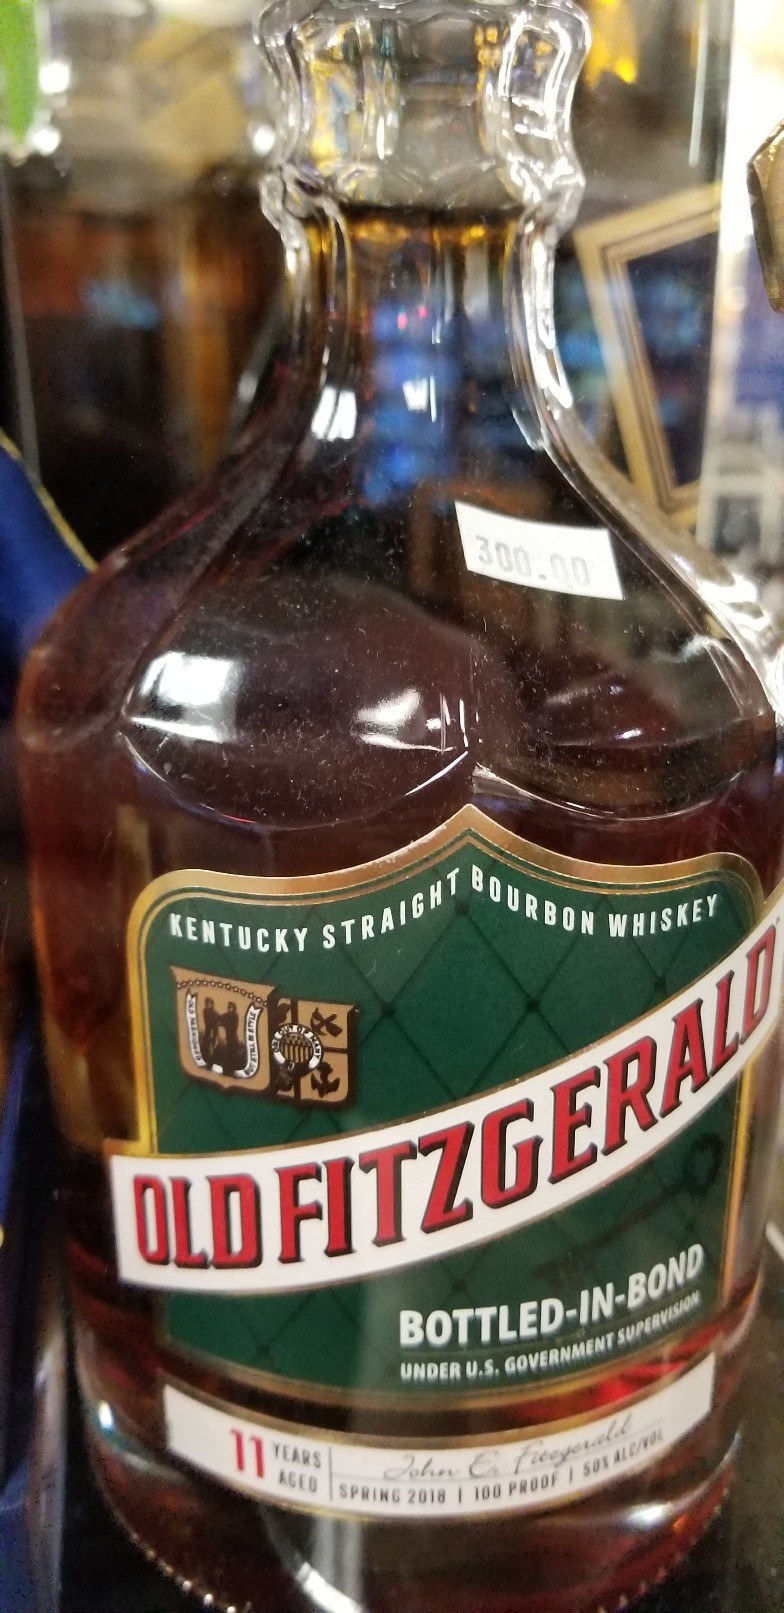 300.00
KENTUCKY STRAIGHT BOURBON WHISKEY
OLD FITZGERALD
BOTTLED-IN-BOND
UNDER U.S. GOVERNMENT SUPERVISION
11 YEARS AGED
John E. Fitzgerald
SPRING 2018 | 100 PROOF | 50% ALC/VOL